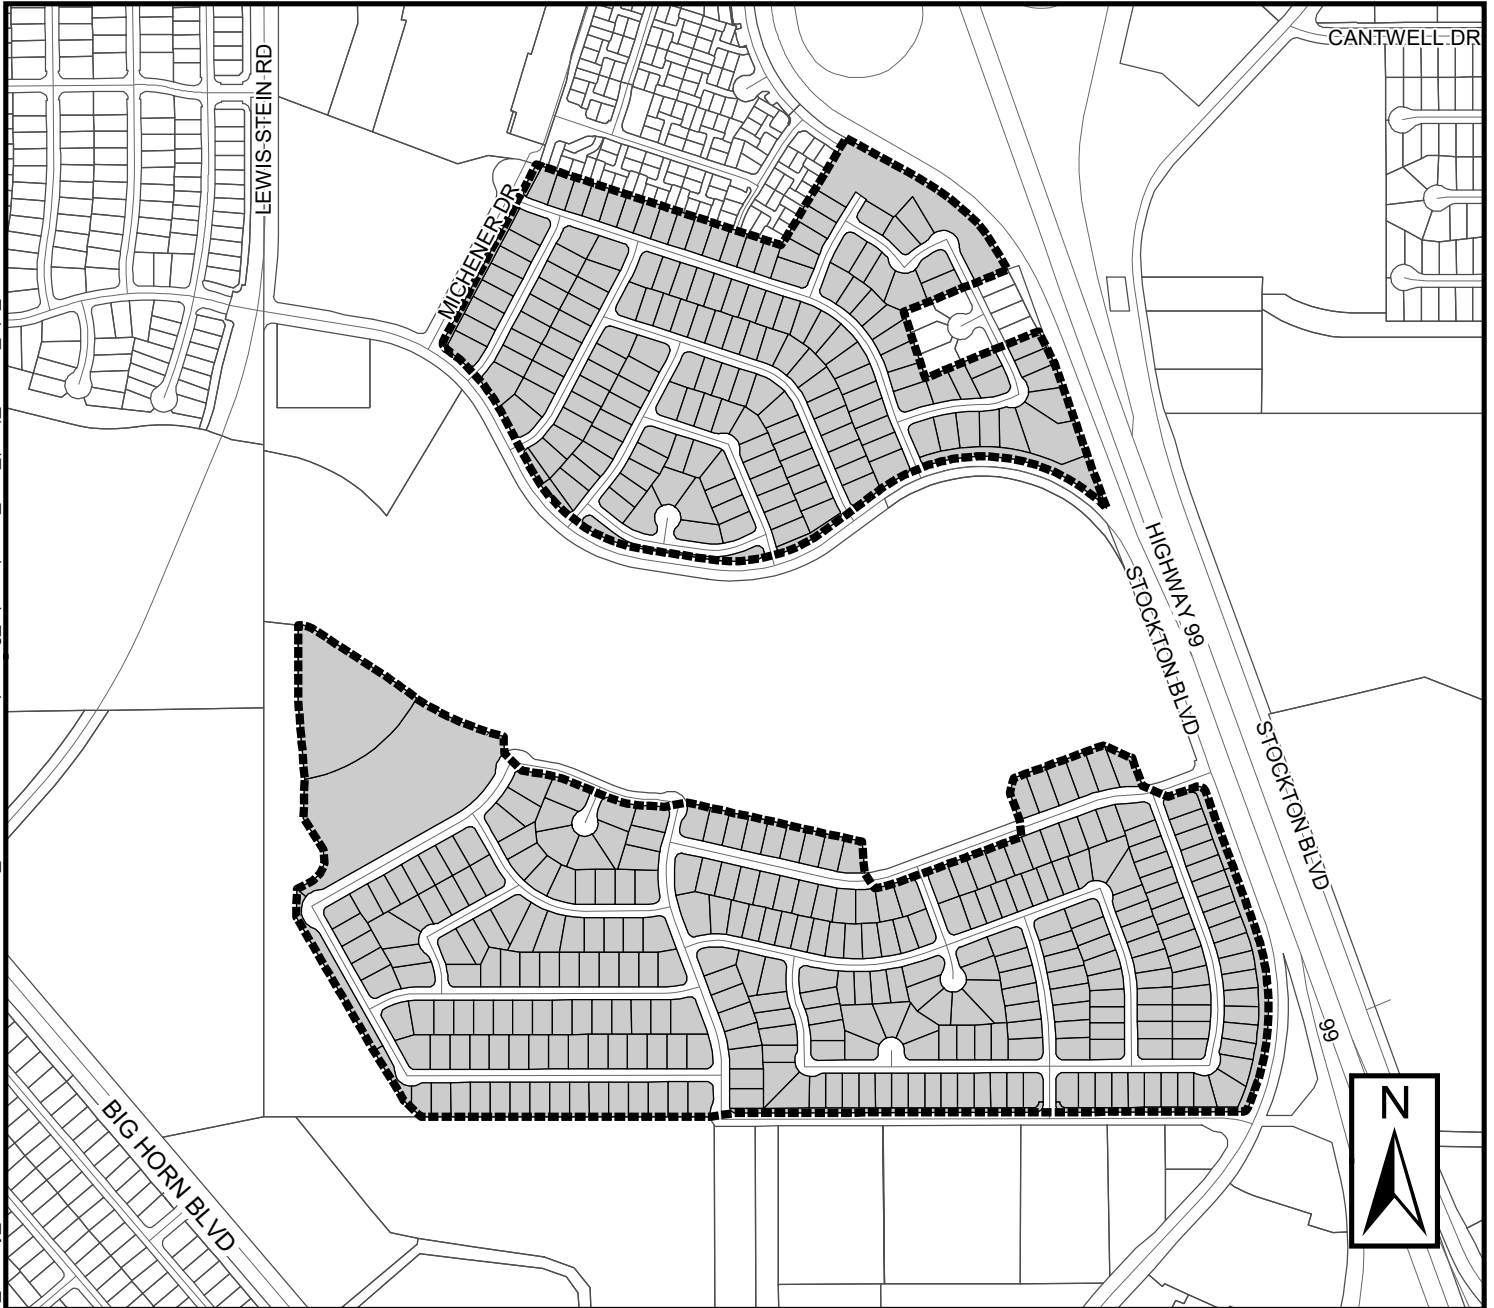 CANTWELL DR
LEWIS-STEIN RD
MICHENER DR
HIGHWAY 99
STOCKTON BLVD
STOCKTON BLVD
99
N
BIG HORN BLVD